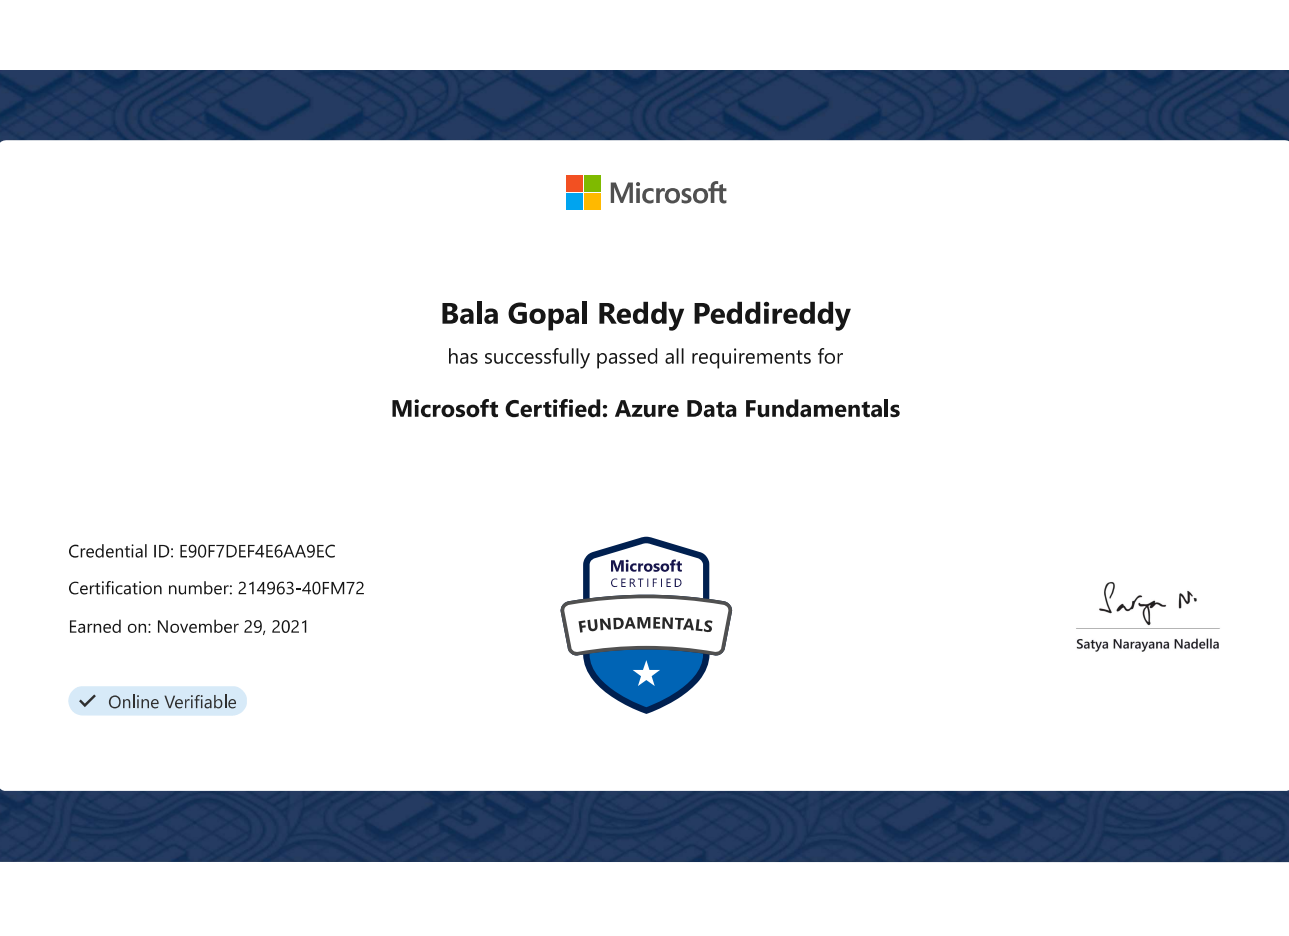 Microsoft
Bala Gopal Reddy Peddireddy
has successfully passed all requirements for
Microsoft Certified: Azure Data Fundamentals
Credential ID: E90F7DEF4E6AA9EC
Certification number: 214963-40FM72
Earned on: November 29, 2021
Online Verifiable
Microsoft
CERTIFIED
FUNDAMENTALS
Satya N.
Satya Narayana Nadella